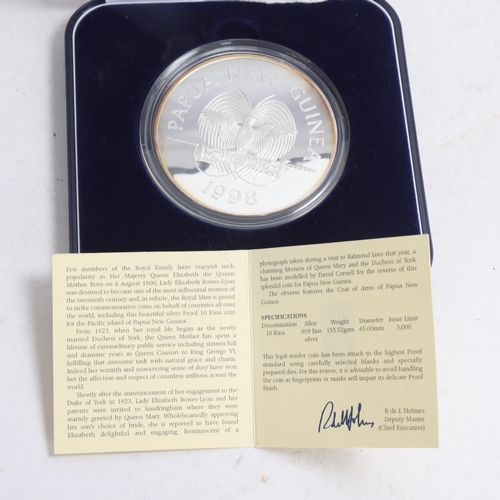 PAPUA NEW GUINEA
1998
Few members of the Royal Family have enjoyed such
popularity as Her Majesty Queen Elizabeth the Queen
Mother. Born on 4 August 1900, Lady Elizabeth Bowes-Lyon
was destined to become one of the most influential women of
the twentieth century and, in tribute, the Royal Mint is proud
to strike commemorative coins on behalf of countries all over
the world, including this beautiful silver Proof 10 Kina coin
for the Pacific island of Papua New Guinea.
From 1923, when her royal life began as the newly
married Duchess of York, the Queen Mother has spent a
lifetime of extraordinary public service including sixteen full
and dramatic years as Queen Consort to King George VI,
fulfilling that awesome task with natural grace and charm.
Indeed her warmth and unwavering sense of duty have won
her the affection and respect of countless millions across the
world.
Shortly after the announcement of her engagement to the
Duke of York in 1923, Lady Elizabeth Bowes-Lyon and her
parents were invited to Sandringham where they were
warmly greeted by Queen Mary. Wholeheartedly approving
her son's choice of bride, she is reported to have found
Elizabeth delightful and engaging. Reminiscent of a
photograph taken during a visit to Balmoral later that year, a
charming likeness of Queen Mary and the Duchess of York
has been modelled by David Cornell for the reverse of this
splendid coin for Papua New Guinea.
The obverse features the Coat of Arms of Papua New
Guinea.
SPECIFICATIONS
Denomination Alloy Weight Diameter Issue Limit
10 Kina .999 fine 155.52gms 65.00mm 3,000
silver
This legal tender coin has been struck to the highest Proof
standard using carefully selected blanks and specially
prepared dies. For this reason, it is advisable to avoid handling
the coin as fingerprints or marks will impair its delicate Proof
finish.
R de L Holmes
Deputy Master
(Chief Executive)